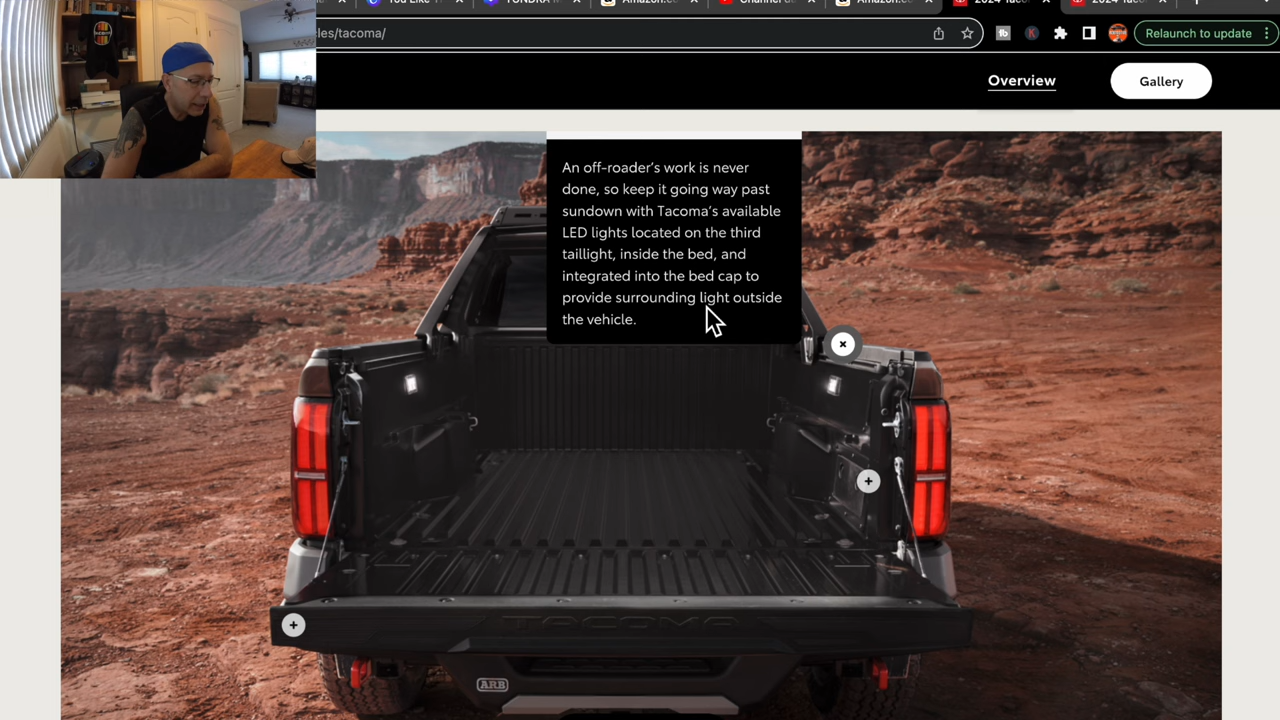 cles/tacoma/
Relaunch to update
Overview
Gallery
An off-roader's work is never
done, so keep it going way past
sundown with Tacoma's available
LED lights located on the third
taillight, inside the bed, and
integrated into the bed cap to
provide surrounding light outside
the vehicle.
TACOMA
ARB